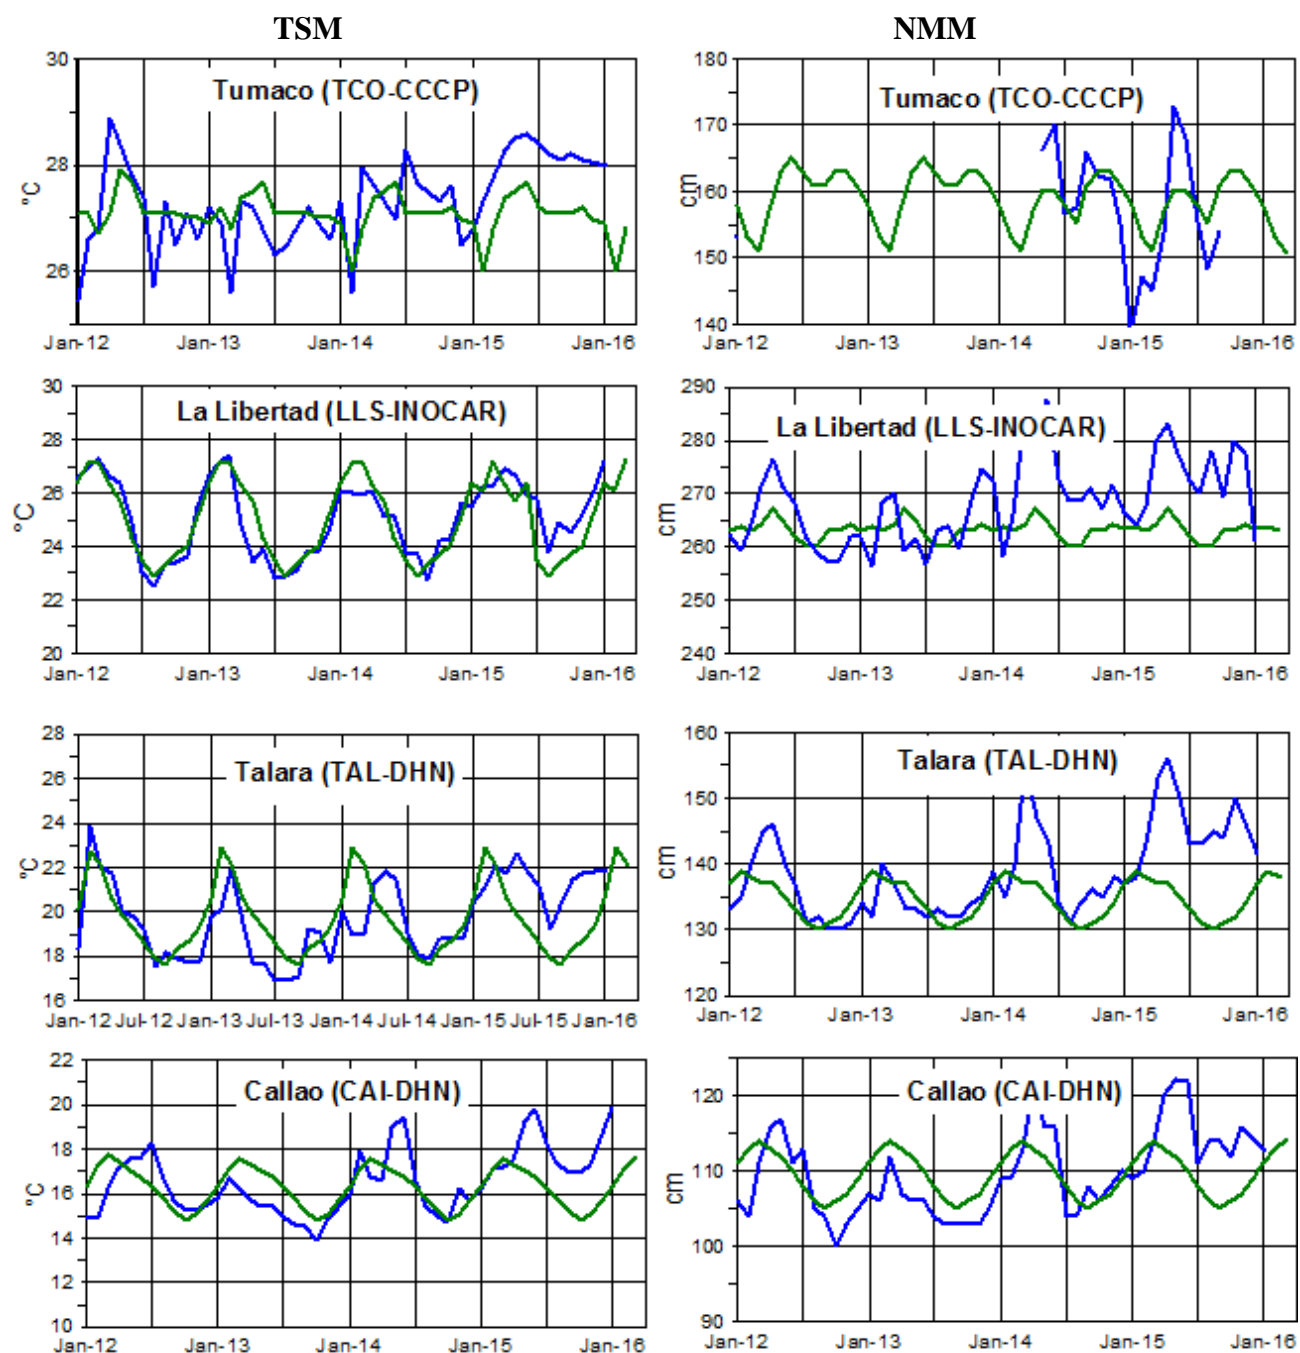 TSM
NMM
Tumaco (TCO-CCCP)
30
28
26
°C
Jan-12 Jan-13 Jan-14 Jan-15 Jan-16
Tumaco (TCO-CCCP)
180
170
160
150
140
cm
Jan-12 Jan-13 Jan-14 Jan-15 Jan-16
La Libertad (LLS-INOCAR)
30
28
26
24
22
20
°C
Jan-12 Jan-13 Jan-14 Jan-15 Jan-16
La Libertad (LLS-INOCAR)
290
280
270
260
250
240
cm
Jan-12 Jan-13 Jan-14 Jan-15 Jan-16
Talara (TAL-DHN)
28
26
24
22
20
18
16
°C
Jan-12 Jul-12 Jan-13 Jul-13 Jan-14 Jul-14 Jan-15 Jul-15 Jan-16
Talara (TAL-DHN)
160
150
140
130
120
cm
Jan-12 Jan-13 Jan-14 Jan-15 Jan-16
Callao (CAI-DHN)
22
20
18
16
14
12
10
°C
Jan-12 Jan-13 Jan-14 Jan-15 Jan-16
Callao (CAI-DHN)
120
110
100
90
cm
Jan-12 Jan-13 Jan-14 Jan-15 Jan-16